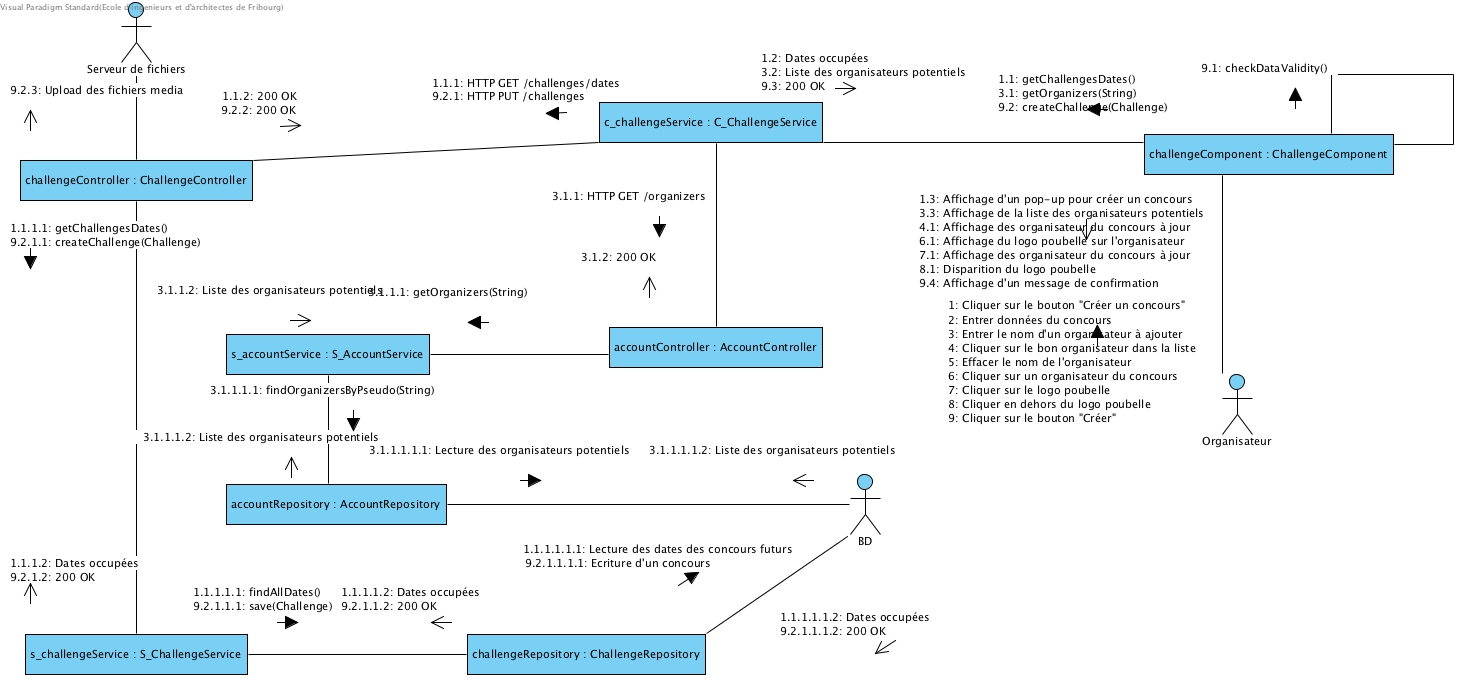 Visual Paradigm Standard(Ecole d'ingenieurs et d'architectes de Fribourg)
Serveur de fichiers
9.2.3: Upload des fichiers media
1.1.2: 200 OK
9.2.2: 200 OK
1.1.1: HTTP GET /challenges/dates
9.2.1: HTTP PUT /challenges
1.2: Dates occupées
3.2: Liste des organisateurs potentiels
9.3: 200 OK
1.1: getChallengesDates()
3.1: getOrganizers(String)
9.2: createChallenge(Challenge)
9.1: checkDataValidity()
c_challengeService : C_ChallengeService
challengeComponent : ChallengeComponent
challengeController : ChallengeController
1.1.1.1: getChallengesDates()
9.2.1.1: createChallenge(Challenge)
3.1.1: HTTP GET /organizers
3.1.2: 200 OK
1.3: Affichage d'un pop-up pour créer un concours
3.3: Affichage de la liste des organisateurs potentiels
4.1: Affichage des organisateur du concours à jour
6.1: Affichage du logo poubelle sur l'organisateur
7.1: Affichage des organisateur du concours à jour
8.1: Disparition du logo poubelle
9.4: Affichage d'un message de confirmation
1: Cliquer sur le bouton "Créer un concours"
2: Entrer données du concours
3: Entrer le nom d'un organisateur à ajouter
4: Cliquer sur le bon organisateur dans la liste
5: Effacer le nom de l'organisateur
6: Cliquer sur un organisateur du concours
7: Cliquer sur le logo poubelle
8: Cliquer en dehors du logo poubelle
9: Cliquer sur le bouton "Créer"
Organisateur
3.1.1.2: Liste des organisateurs potentiels
3.1.1.1: getOrganizers(String)
s_accountService : S_AccountService
accountController : AccountController
3.1.1.1.1: findOrganizersByPseudo(String)
3.1.1.1.2: Liste des organisateurs potentiels
3.1.1.1.1.1: Lecture des organisateurs potentiels
3.1.1.1.1.2: Liste des organisateurs potentiels
accountRepository : AccountRepository
BD
1.1.1.1.1.1: Lecture des dates des concours futurs
9.2.1.1.1.1: Ecriture d'un concours
1.1.1.2: Dates occupées
9.2.1.2: 200 OK
1.1.1.1.1: findAllDates()
9.2.1.1.1: save(Challenge)
1.1.1.1.2: Dates occupées
9.2.1.1.2: 200 OK
1.1.1.1.1.2: Dates occupées
9.2.1.1.1.2: 200 OK
s_challengeService : S_ChallengeService
challengeRepository : ChallengeRepository